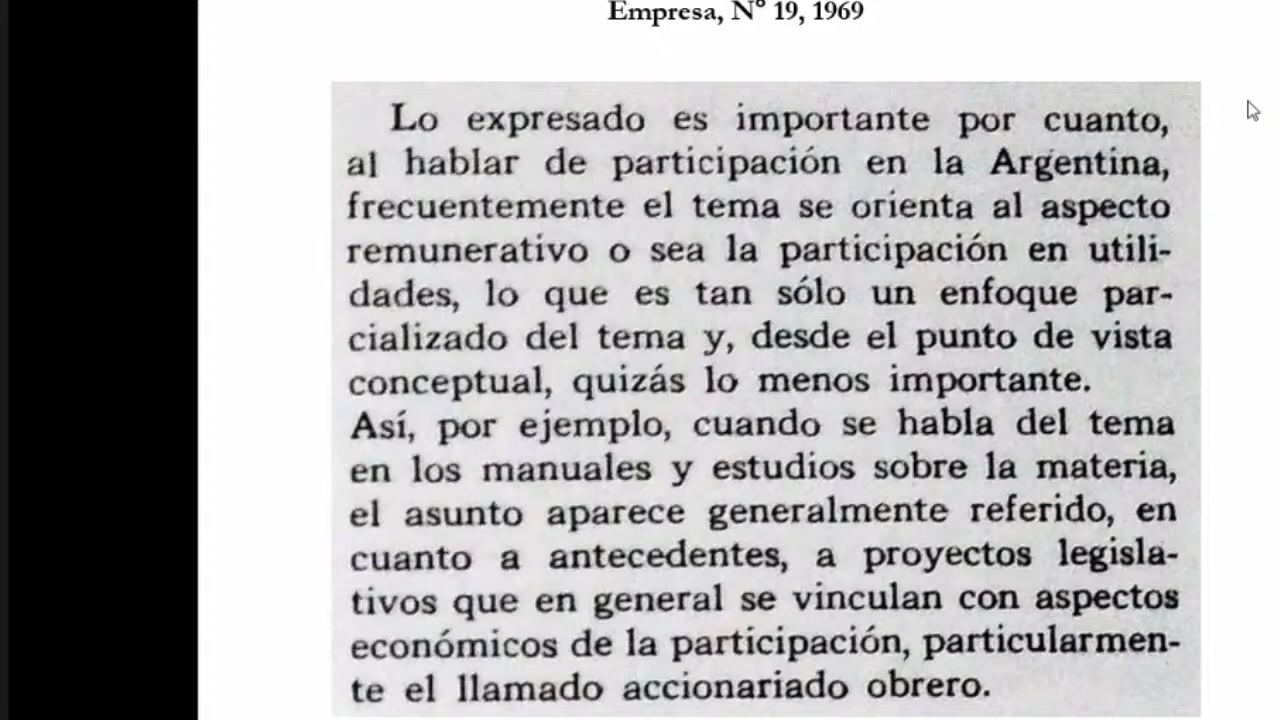 Empresa, N° 19, 1969
Lo expresado es importante por cuanto,
al hablar de participación en la Argentina,
frecuentemente el tema se orienta al aspecto
remunerativo o sea la participación en utili-
dades, lo que es tan sólo un enfoque par-
cializado del tema y, desde el punto de vista
conceptual, quizás lo menos importante.
Así, por ejemplo, cuando se habla del tema
en los manuales y estudios sobre la materia,
el asunto aparece generalmente referido, en
cuanto a antecedentes, a proyectos legisla-
tivos que en general se vinculan con aspectos
económicos de la participación, particularmen-
te el llamado accionariado obrero.